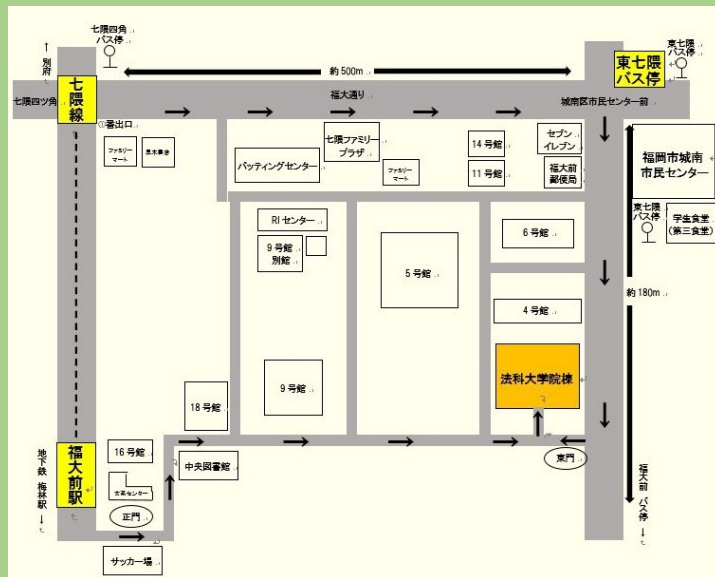 七隈四角
バス停
↑別府
約500m
東七隈
バス停
東七隈
バス停
七隈線
七隈四ツ角
福大通り
城南区市民センター前
①番出口
ファミリー
マート
七隈ファミリー
プラザ
バッティングセンター
ファミリー
マート
14号館
11号館
セブン
イレブン
福大前
郵便局
福岡市城南
市民センター
東七隈
バス停
学生食堂
(第三食堂)
RIセンター
9号館
別館
5号館
6号館
4号館
約180m
法科大学院棟
9号館
18号館
16号館
中央図書館
東門
福大前駅
地下鉄 梅林駅↓
正門
サッカー場
福大前 バス停↓